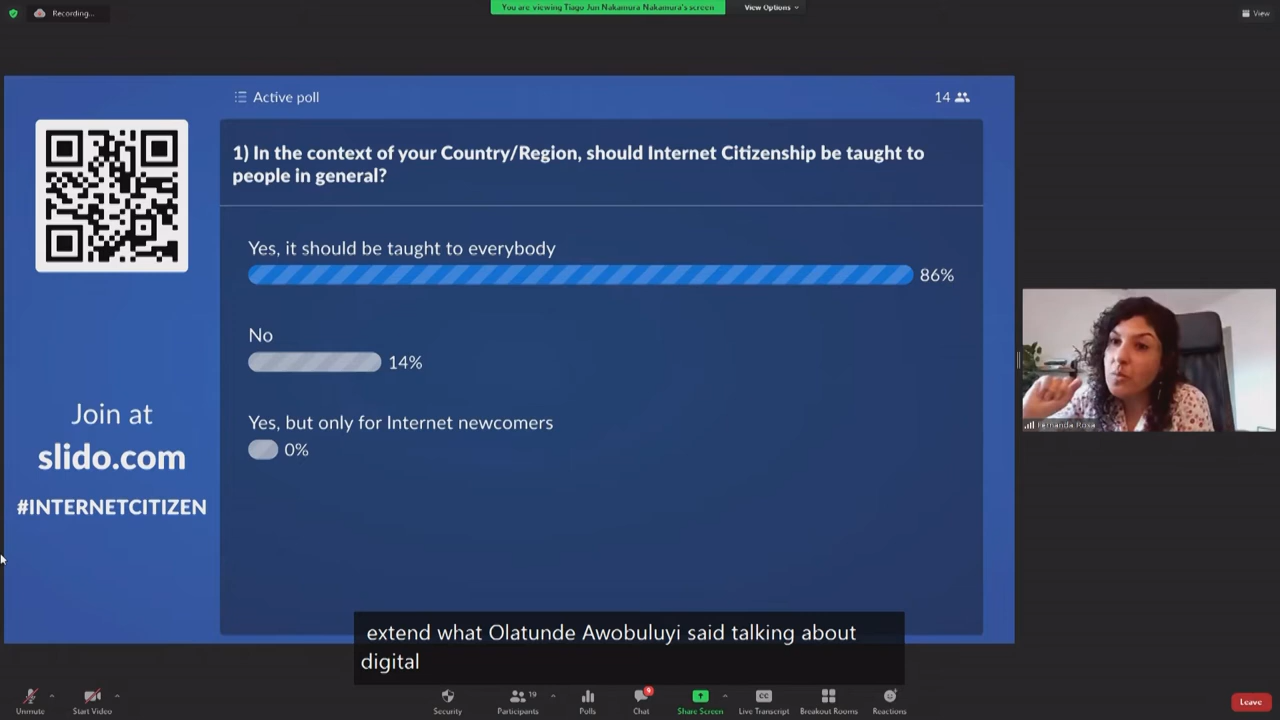 Recording...
You are viewing Tiago Jun Nakamura Nakamura's screen
View Options
View
Active poll
14
1) In the context of your Country/Region, should Internet Citizenship be taught to
people in general?
Yes, it should be taught to everybody
86%
No
14%
Yes, but only for Internet newcomers
0%
Join at
slido.com
#INTERNETCITIZEN
Fernanda Rosa
extend what Olatunde Awobuluyi said talking about
digital
Unmute
Start Video
Security
19
Participants
Polls
9
Chat
Share Screen
CC
Live Transcript
Breakout Rooms
Reactions
Leave